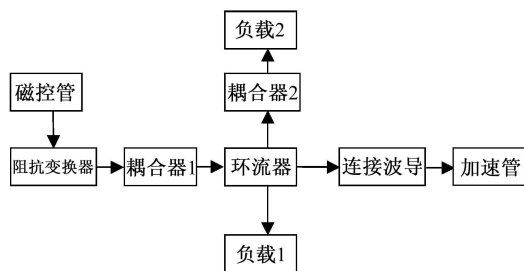 负载2
磁控管
耦合器2
阻抗变换器
耦合器1
环流器
连接波导
加速管
负载1